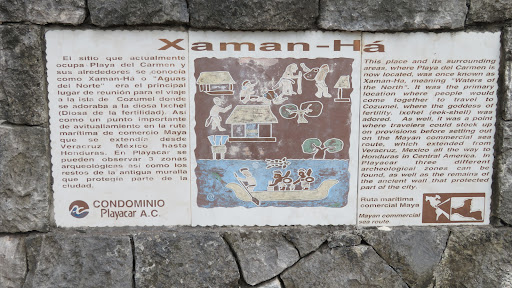 Xaman-Há
El sitio que actualmente
ocupa Playa del Carmen y
sus alrededores se conocía
como Xaman-Há o "Aguas
del Norte" era el principal
lugar de reunión para el viaje
a la isla de Cozumel donde
se adoraba a la diosa Ixchel
(Diosa de la fertilidad). Así
como un punto importante
de avituallamiento en la ruta
marítima de comercio Maya
que se extendía desde
Veracruz México hasta
Honduras. En Playacar se
pueden observar 3 zonas
arqueológicas así como los
restos de la antigua muralla
que protegía parte de la
ciudad.
CONDOMINIO
Playacar A.C.
This place and its surrounding
areas, where Playa del Carmen is
now located, was once known as
Xaman-Há, meaning "Waters of
the North". It was the primary
location where people would
come together to travel to
Cozumel, where the goddess of
fertility, Ixchel
was
adored. As well, it was a point
where travelers could stock up
on provisions before setting out
on the Mayan commercial sea
route, which extended from
Veracruz, Mexico all the way to
Honduras in Central America. In
Playacar three different
archeological zones can be
found, as well as the remains of
the ancient wall that protected
part of the city.
Ruta marítima
comercial Maya
Mayan commercial
sea route.